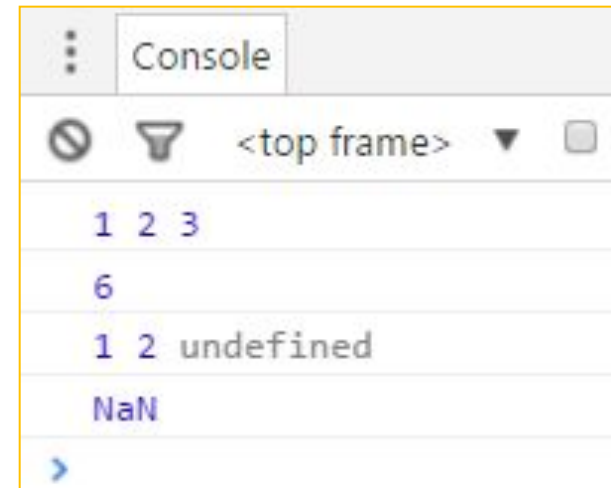 Console
<top frame> ▼
1 2 3
6
1 2 undefined
NaN
>